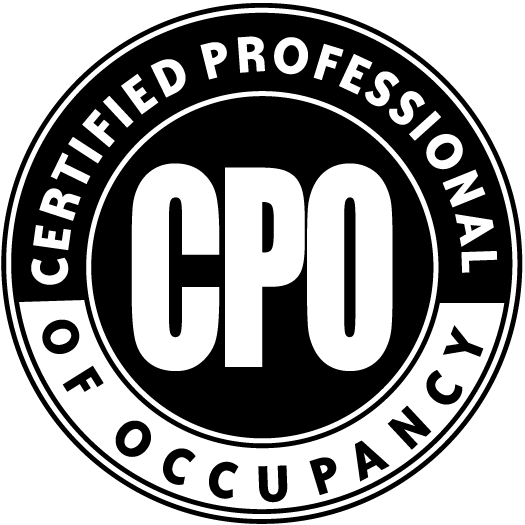 CERTIFIED PROFESSIONAL
CPO
OF OCCUPANCY